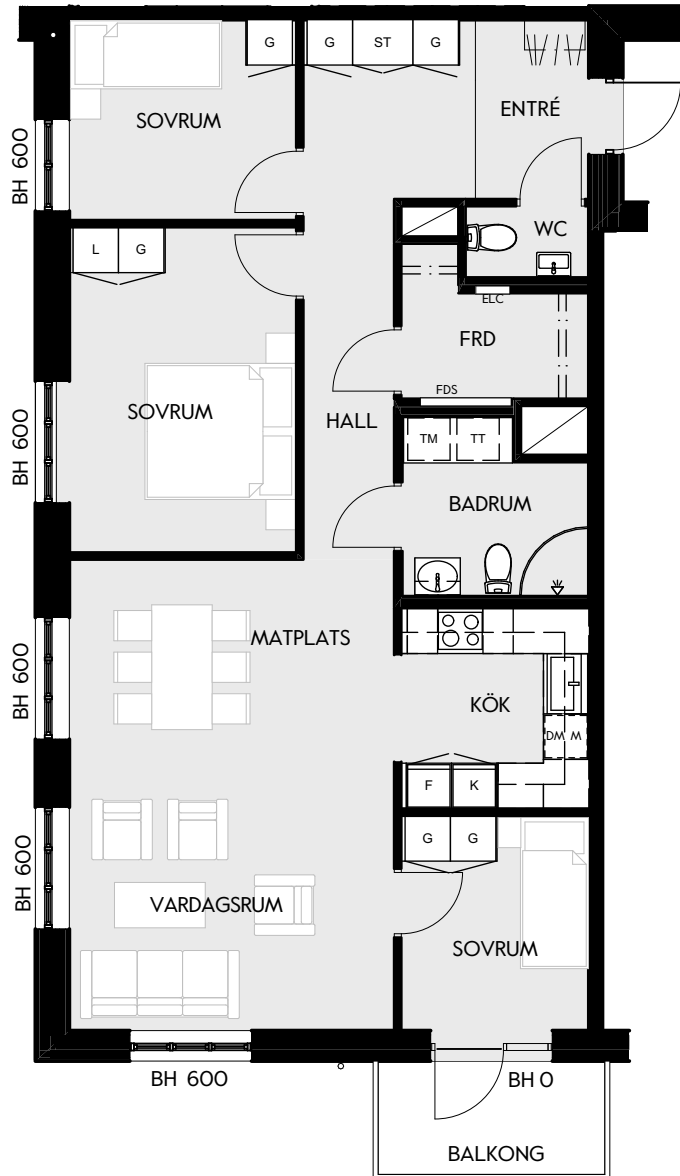 G
G
ST
G
SOVRUM
ENTRÉ
BH 600
WC
L
G
ELC
FRD
FDS
SOVRUM
HALL
BH 600
TM
TT
BADRUM
MATPLATS
BH 600
KÖK
DM
M
F
K
G
G
BH 600
VARDAGSRUM
SOVRUM
BH 600
BH 0
BALKONG